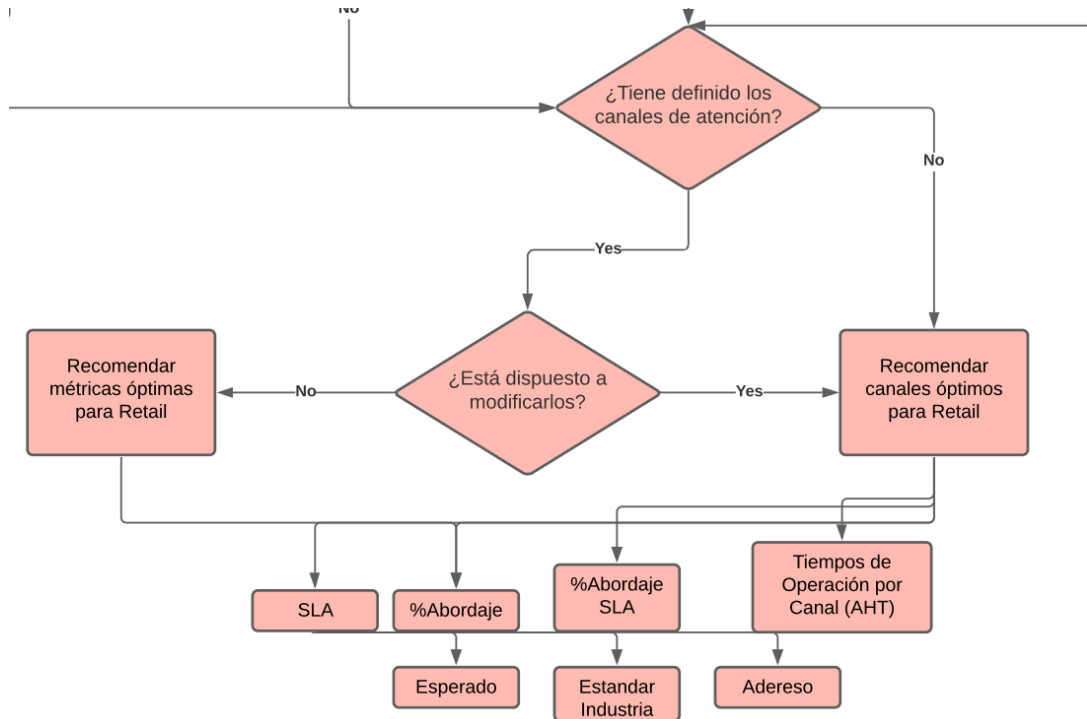 No
¿Tiene definido los
canales de atención?
No
Yes
¿Está dispuesto a
modificarlos?
No
Yes
Recomendar
métricas óptimas
para Retail
Recomendar
canales óptimos
para Retail
SLA
%Abordaje
%Abordaje
SLA
Tiempos de
Operación por
Canal (AHT)
Esperado
Estandar
Industria
Adereso